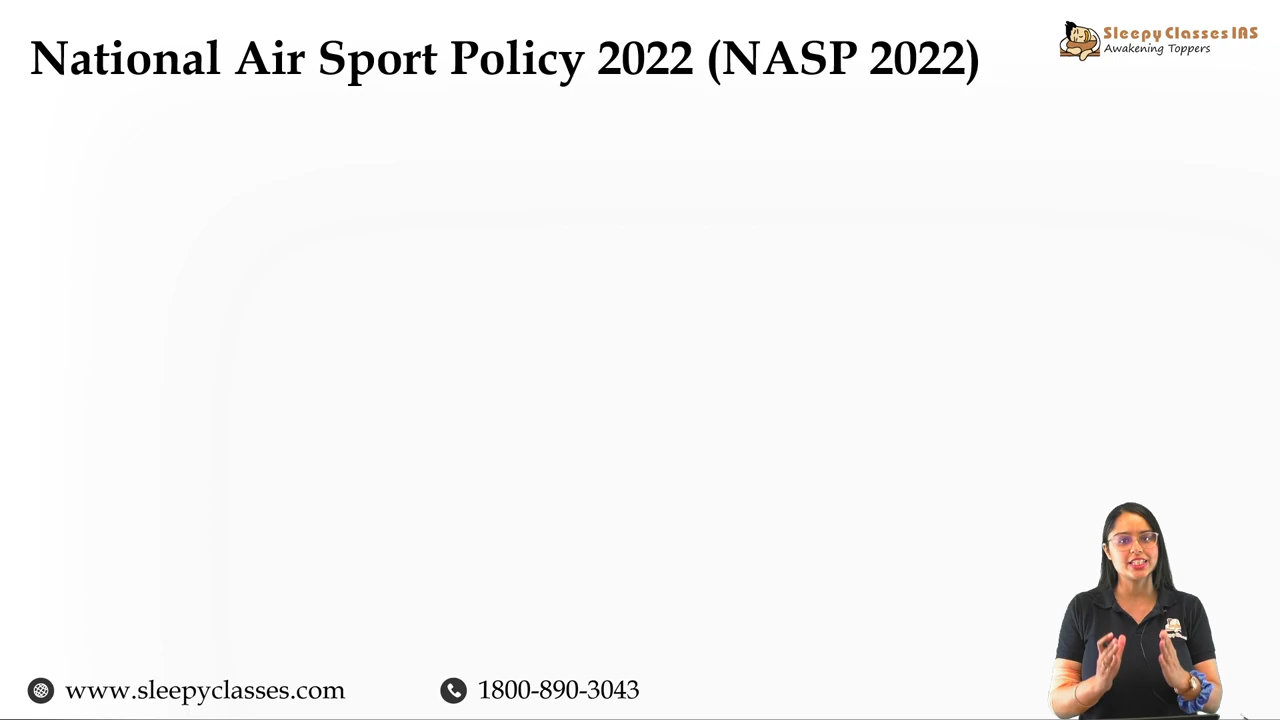 National Air Sport Policy 2022 (NASP 2022)
Sleepy Classes IAS
Awakening Toppers
www.sleepyclasses.com
1800-890-3043